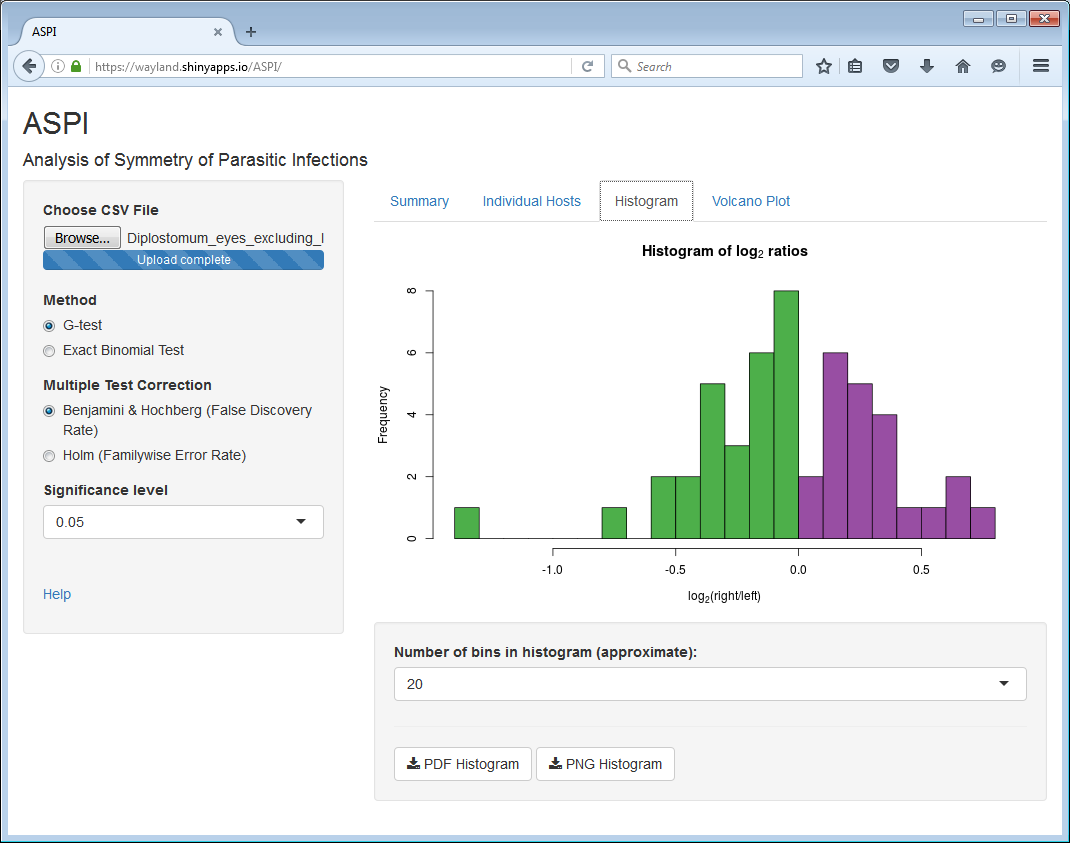 ASPI
https://wayland.shinyapps.io/ASPI/
Search
ASPI
Analysis of Symmetry of Parasitic Infections
Choose CSV File
Browse... Diplostomum_eyes_excluding_l
Upload complete
Method
G-test
Exact Binomial Test
Multiple Test Correction
Benjamini & Hochberg (False Discovery
Rate)
Holm (Familywise Error Rate)
Significance level
0.05
Help
Summary Individual Hosts Histogram Volcano Plot
Histogram of log₂ ratios
Frequency
8
6
4
2
0
-1.0 -0.5 0.0 0.5
log₂(right/left)
Number of bins in histogram (approximate):
20
PDF Histogram PNG Histogram